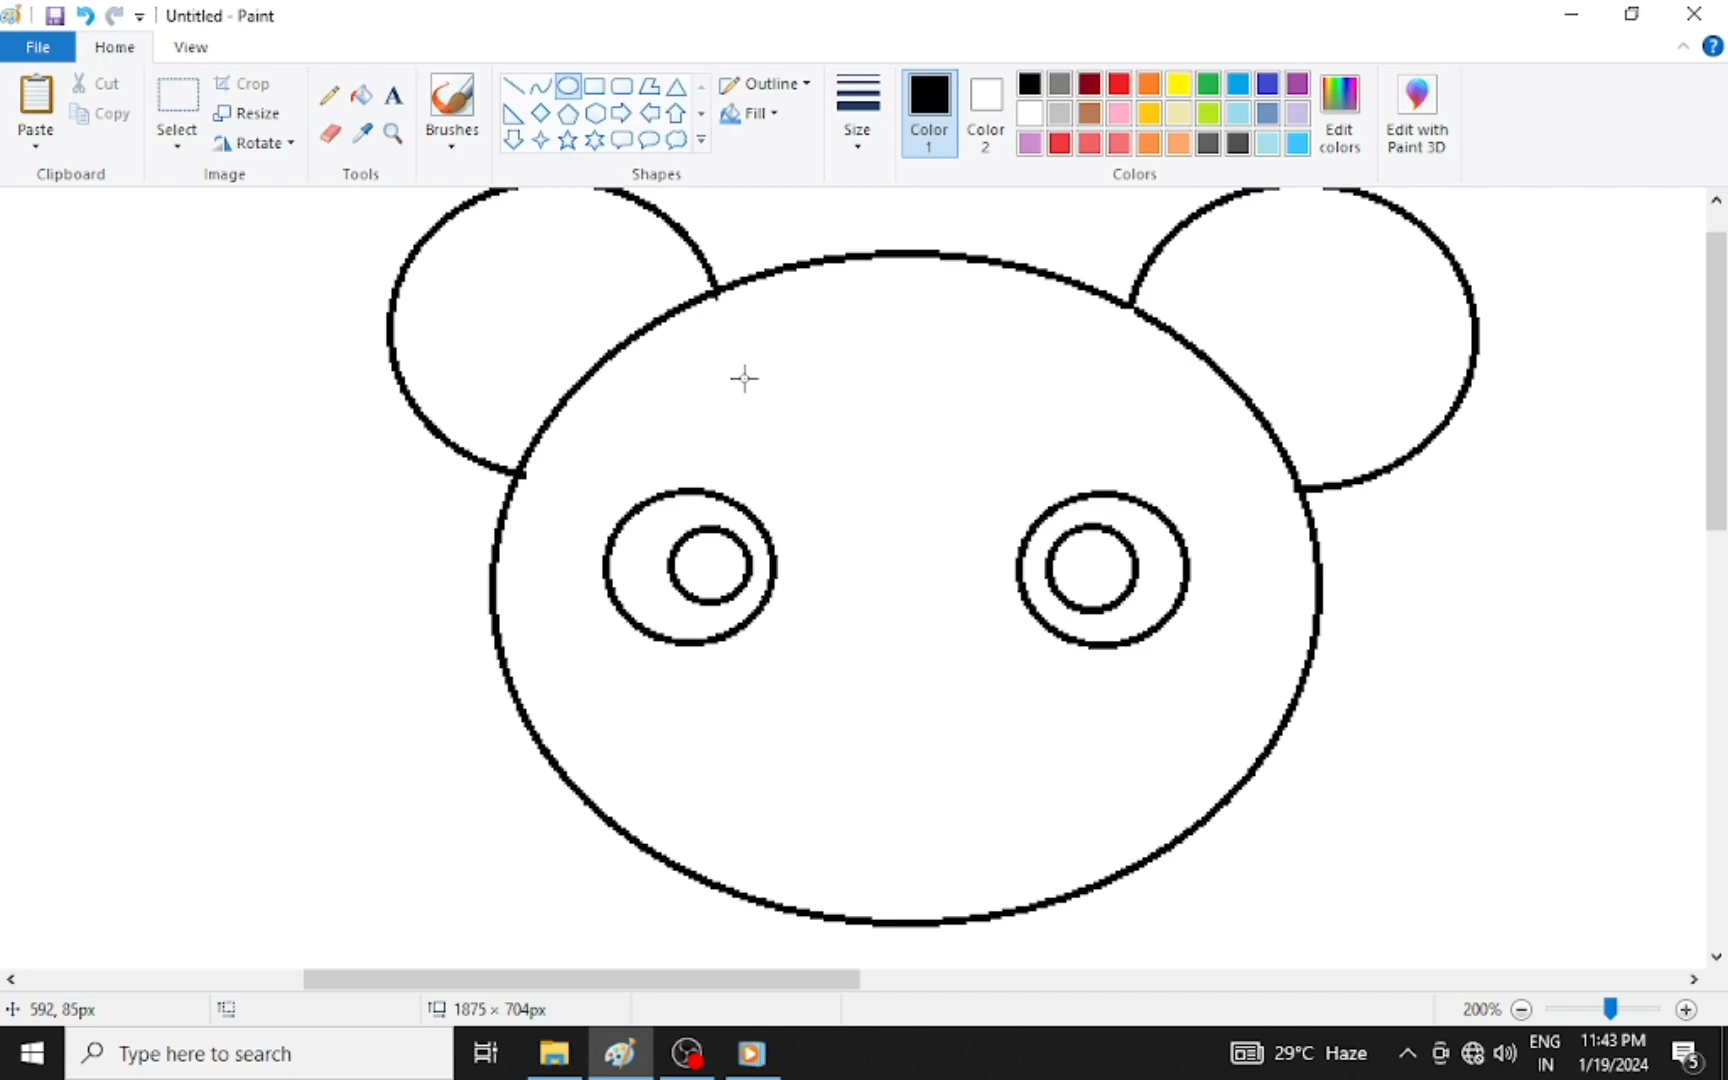 Untitled - Paint
File
Home
View
Paste
Cut
Copy
Clipboard
Select
Crop
Resize
Rotate
Image
A
Tools
Brushes
Shapes
Outline
Fill
Size
Color 1
Color 2
Edit colors
Colors
Edit with Paint 3D
?
592, 85px
1875 × 704px
200%
Type here to search
29°C Haze
ENG
IN
11:43 PM
1/19/2024
5